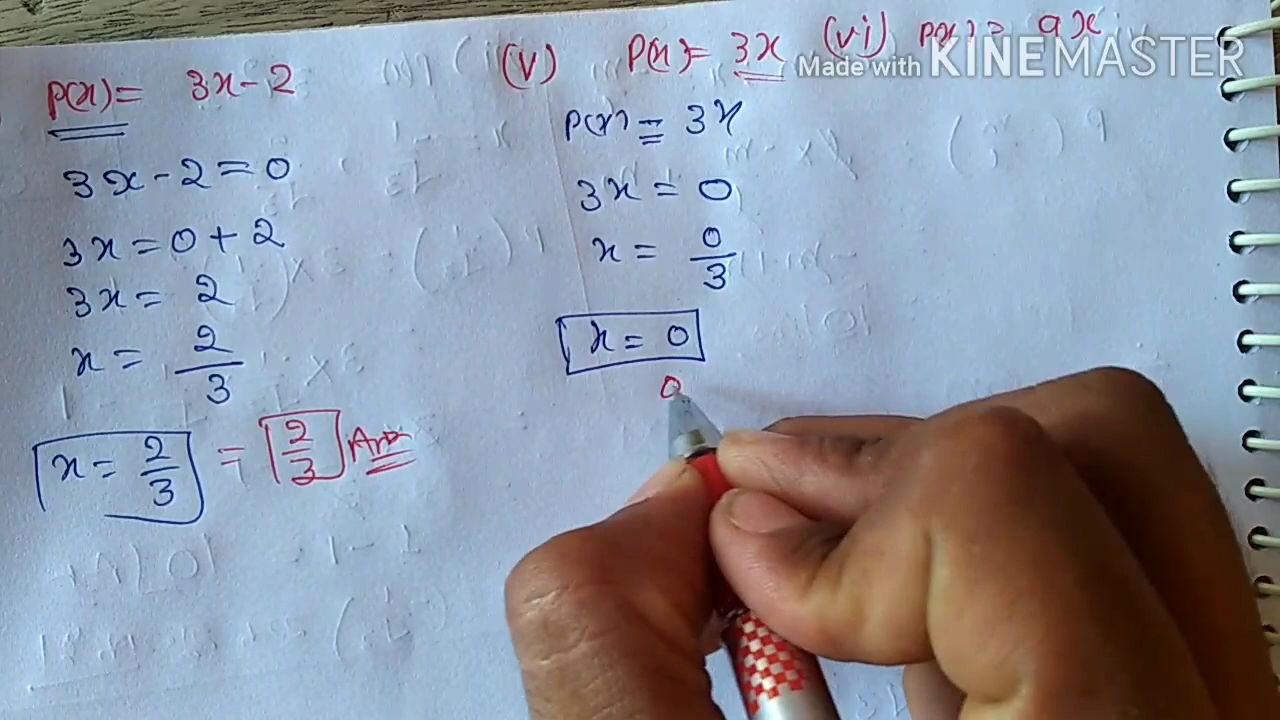 P(x) = 3x - 2
3x - 2 = 0
3x = 0 + 2
3x = 2
x = 2/3
x = 2/3 = 2/3 Ans
(v) P(x) = 3x
P(x) = 3x
3x = 0
x = 0/3
x = 0
0
(vi) P(x) = ax
Made with KINEMASTER